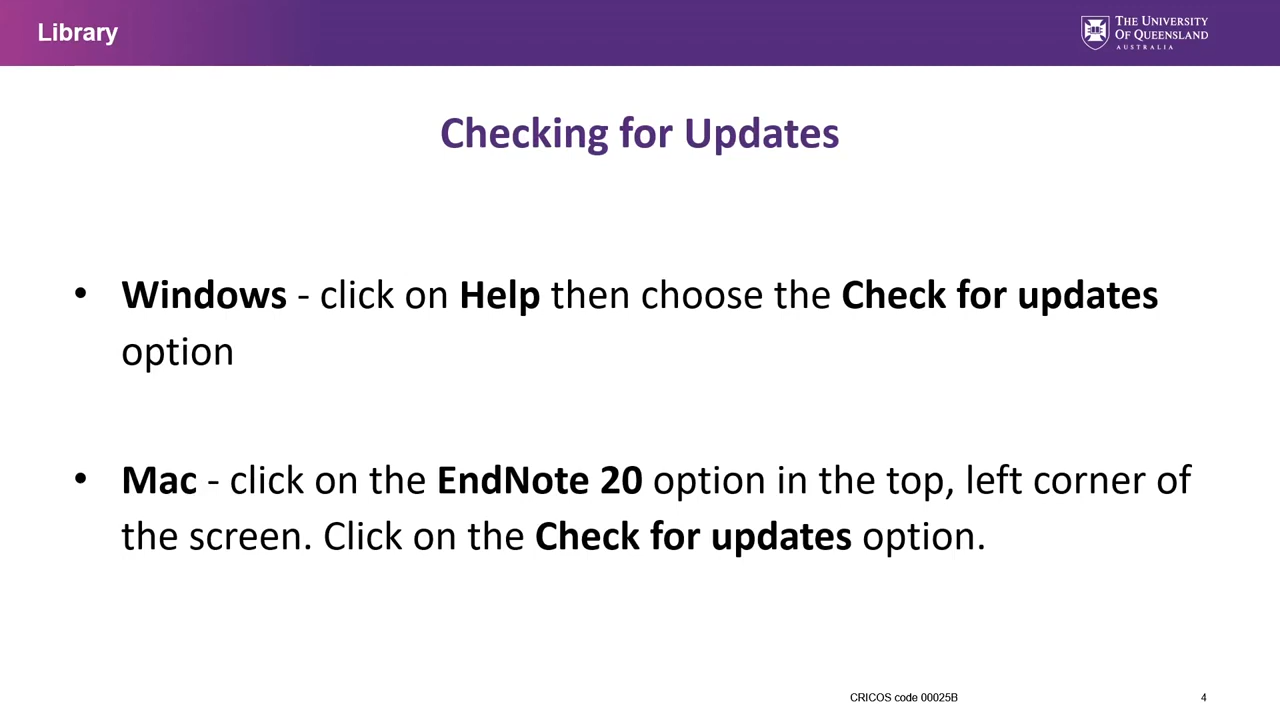 Library
THE UNIVERSITY
OF QUEENSLAND
AUSTRALIA
Checking for Updates
• Windows - click on Help then choose the Check for updates
option
• Mac - click on the EndNote 20 option in the top, left corner of
the screen. Click on the Check for updates option.
CRICOS code 00025B
4